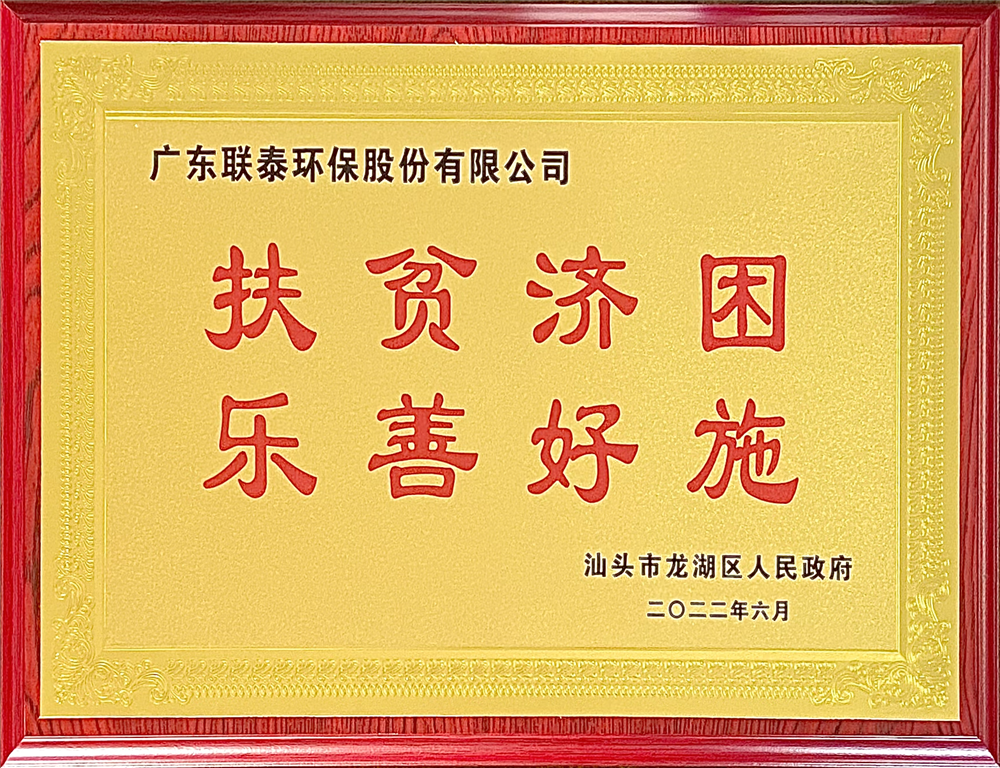 广东联泰环保股份有限公司
扶贫济困
乐善好施
汕头市龙湖区人民政府
二〇二二年六月